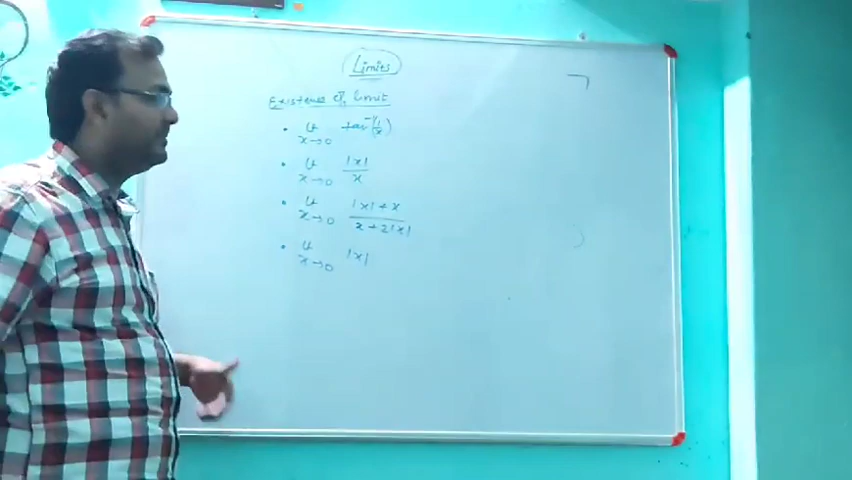 Limits
Existence of Limit
• lt x→0 tan⁻¹(1/x)
• lt x→0 |x|/x
• lt x→0 (|x|+x)/(x+2|x|)
• lt x→0 |x|